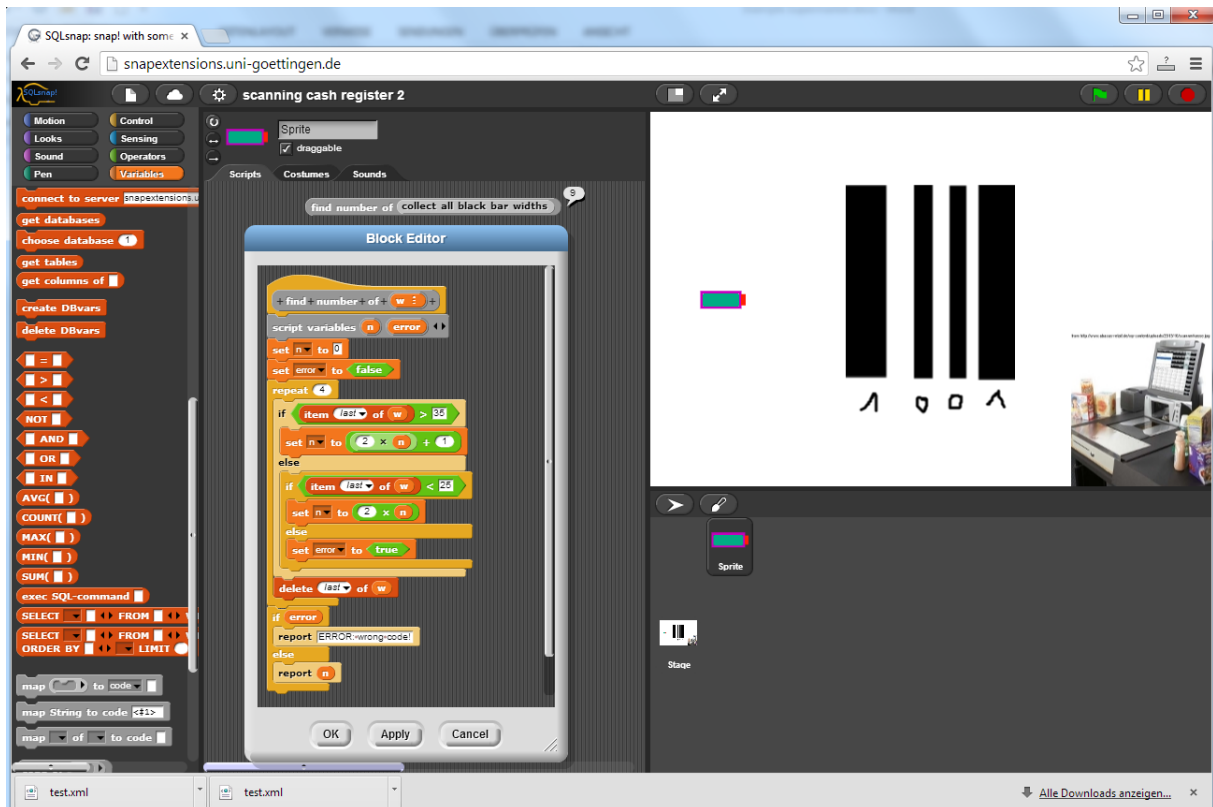 SQLsnap: snap! with some
snapextensions.uni-goettingen.de
SQLsnap!
scanning cash register 2
Motion Control
Looks Sensing
Sound Operators
Pen Variables
Sprite
draggable
Scripts Costumes Sounds
connect to server snapextensions.u
get databases
choose database 1
get tables
get columns of
create DBvars
delete DBvars
=
>
<
NOT
AND
OR
IN
AVG( )
COUNT( )
MAX( )
MIN( )
SUM( )
exec SQL-command
SELECT FROM
SELECT FROM
ORDER BY LIMIT
map to code
map String to code <#1>
map of to code
find number of collect all black bar widths 9
Block Editor
+ find + number + of + w : +
script variables n error
set n to 0
set error to false
repeat 4
if item last of w > 35
set n to 2 × n + 1
else
if item last of w < 25
set n to 2 × n
else
set error to true
delete last of w
if error
report ERROR:-wrong-code!
else
report n
OK Apply Cancel
1 0 0 1
Sprite
Stage
test.xml test.xml Alle Downloads anzeigen...